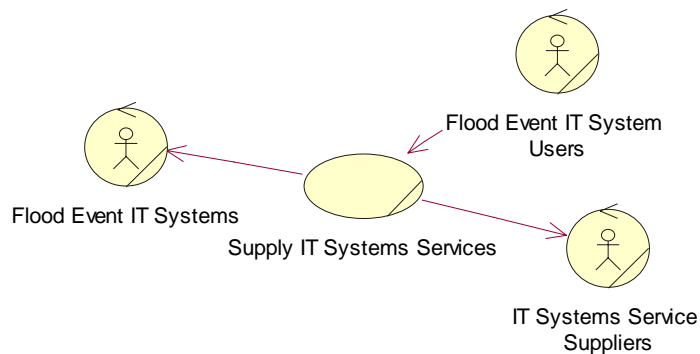 Flood Event IT System
Users
Flood Event IT Systems
Supply IT Systems Services
IT Systems Service
Suppliers